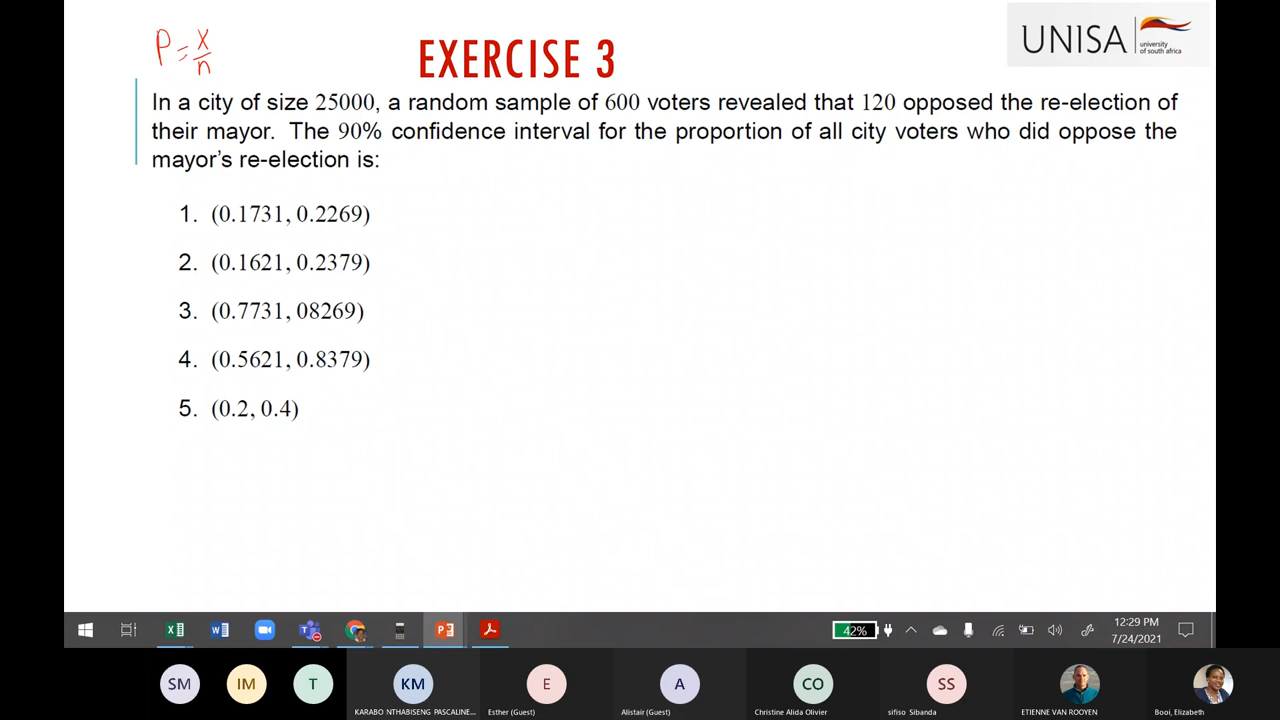 P = x/n
EXERCISE 3
UNISA
university
of south africa
In a city of size 25000, a random sample of 600 voters revealed that 120 opposed the re-election of
their mayor. The 90% confidence interval for the proportion of all city voters who did oppose the
mayor's re-election is:
1. (0.1731, 0.2269)
2. (0.1621, 0.2379)
3. (0.7731, 08269)
4. (0.5621, 0.8379)
5. (0.2, 0.4)
42%
12:29 PM
7/24/2021
SM
IM
T
KM
E
A
CO
SS
KARABO NTHABISENG PASCALINE...
Esther (Guest)
Alistair (Guest)
Christine Alida Olivier
sifiso Sibanda
ETIENNE VAN ROOYEN
Booi, Elizabeth